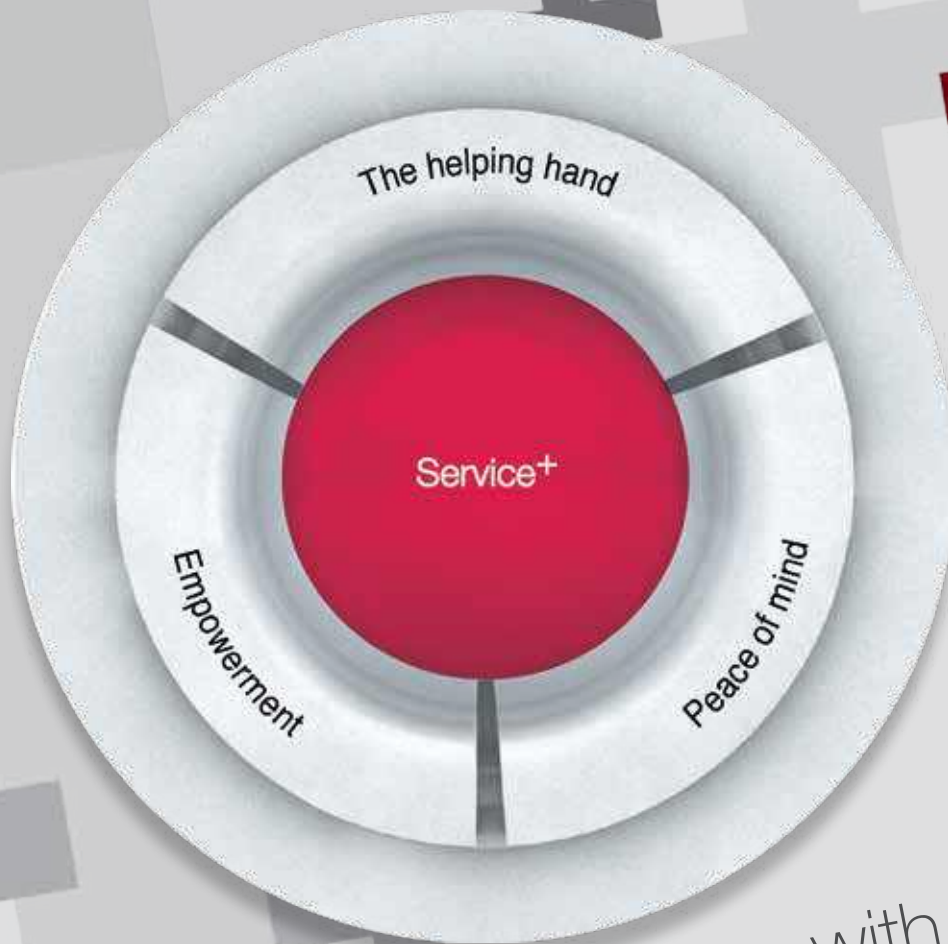 The helping hand
Service⁺
Empowerment
Peace of mind
with